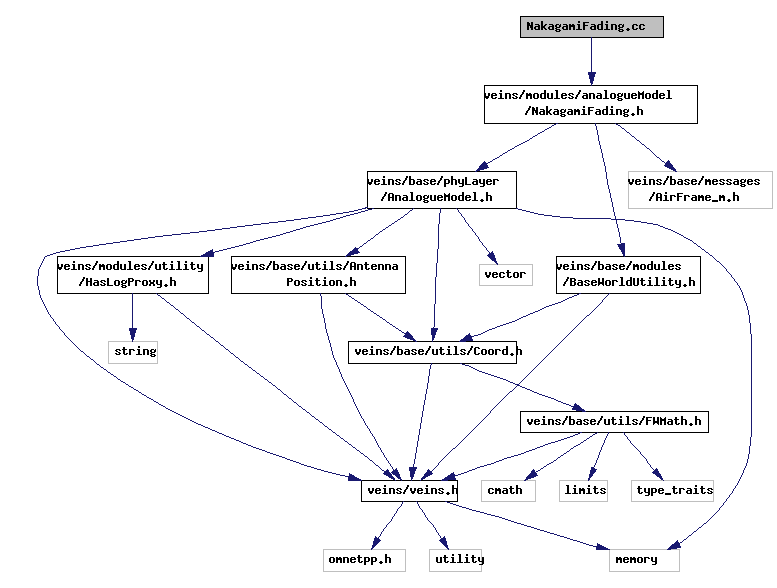 NakagamiFading.cc
veins/modules/analogueModel
/NakagamiFading.h
veins/base/phyLayer
/AnalogueModel.h
veins/base/messages
/AirFrame_m.h
veins/modules/utility
/HasLogProxy.h
veins/base/utils/Antenna
Position.h
vector
veins/base/modules
/BaseWorldUtility.h
string
veins/base/utils/Coord.h
veins/base/utils/FWMath.h
veins/veins.h
cmath
limits
type_traits
omnetpp.h
utility
memory